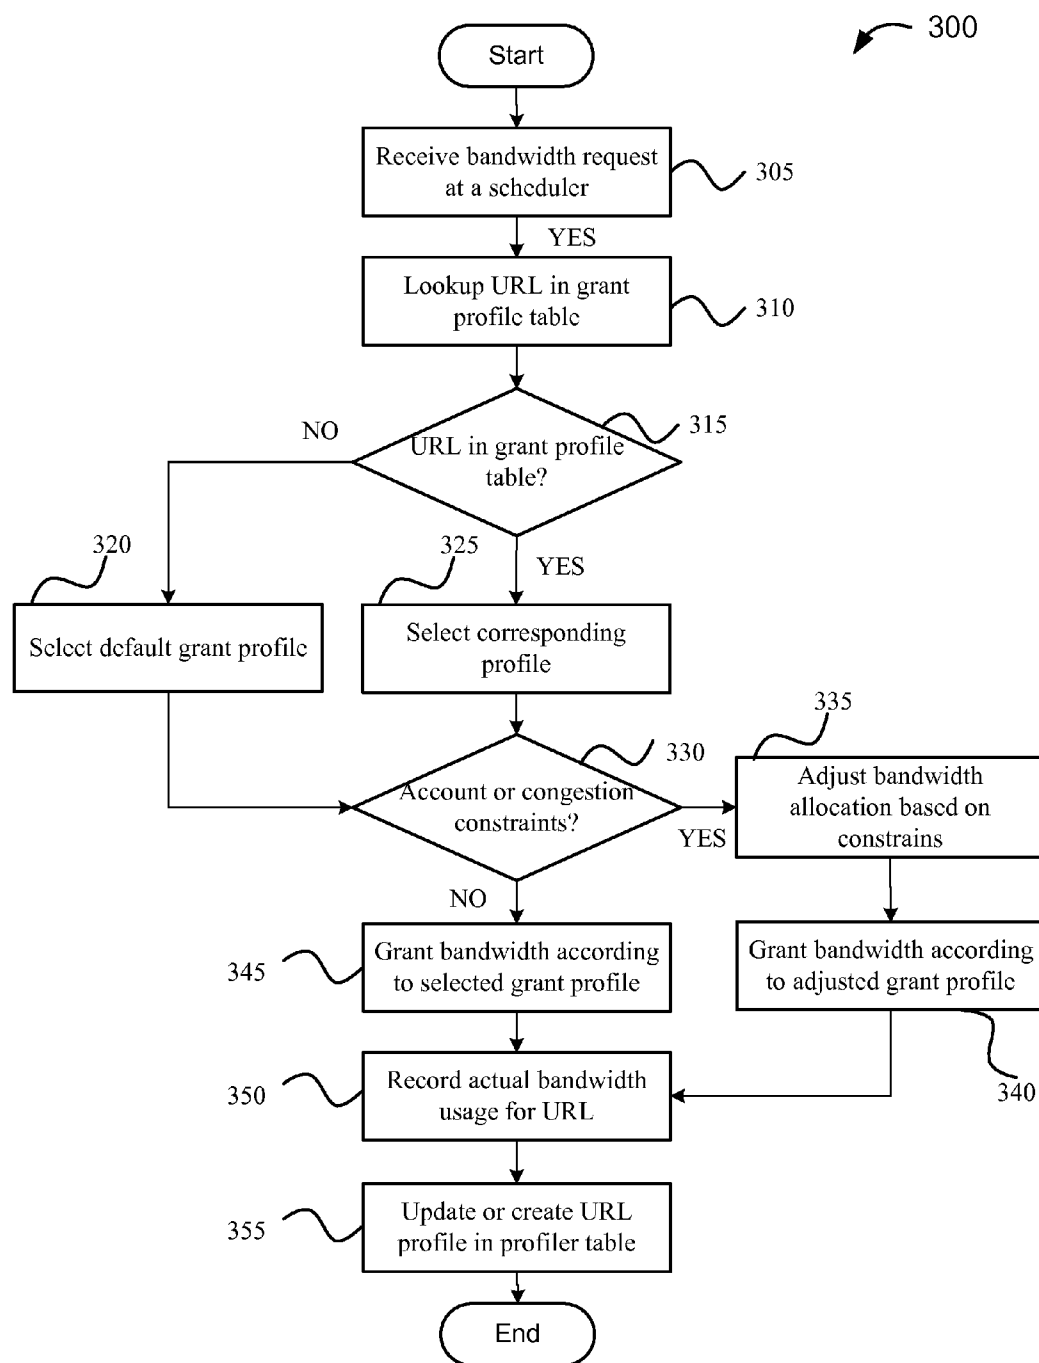 300
Start
Receive bandwidth request
at a scheduler
305
YES
Lookup URL in grant
profile table
310
315
NO
URL in grant profile
table?
320
325
YES
Select default grant profile
Select corresponding
profile
335
330
Account or congestion
constraints?
YES
Adjust bandwidth
allocation based on
constrains
NO
345
Grant bandwidth according
to selected grant profile
Grant bandwidth according
to adjusted grant profile
340
350
Record actual bandwidth
usage for URL
355
Update or create URL
profile in profiler table
End